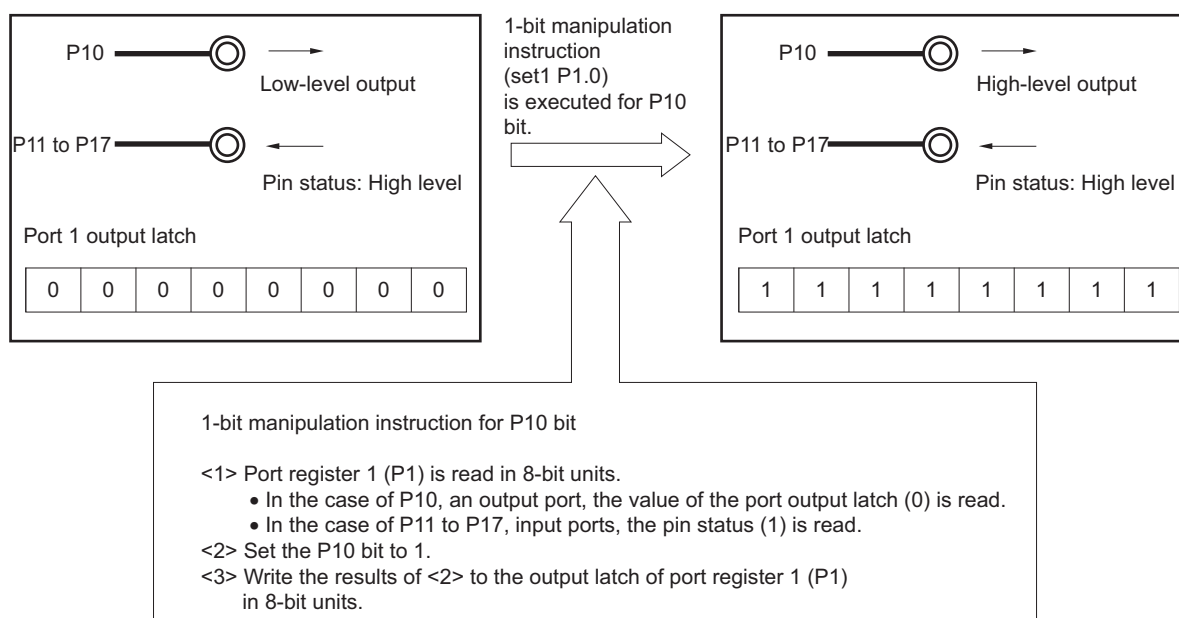 P10
Low-level output
P11 to P17
Pin status: High level
Port 1 output latch
0 0 0 0 0 0 0 0
1-bit manipulation
instruction
(set1 P1.0)
is executed for P10
bit.
P10
High-level output
P11 to P17
Pin status: High level
Port 1 output latch
1 1 1 1 1 1 1 1
1-bit manipulation instruction for P10 bit
<1> Port register 1 (P1) is read in 8-bit units.
• In the case of P10, an output port, the value of the port output latch (0) is read.
• In the case of P11 to P17, input ports, the pin status (1) is read.
<2> Set the P10 bit to 1.
<3> Write the results of <2> to the output latch of port register 1 (P1)
in 8-bit units.